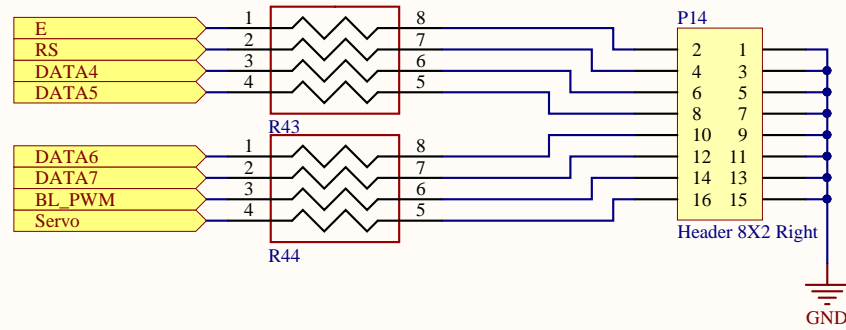 P14
E 1 8
RS 2 7 2 1
DATA4 3 6 4 3
DATA5 4 5 6 5
8 7
R43
10 9
DATA6 1 8
DATA7 2 7 12 11
BL_PWM 3 6 14 13
Servo 4 5 16 15
Header 8X2 Right
R44
GND